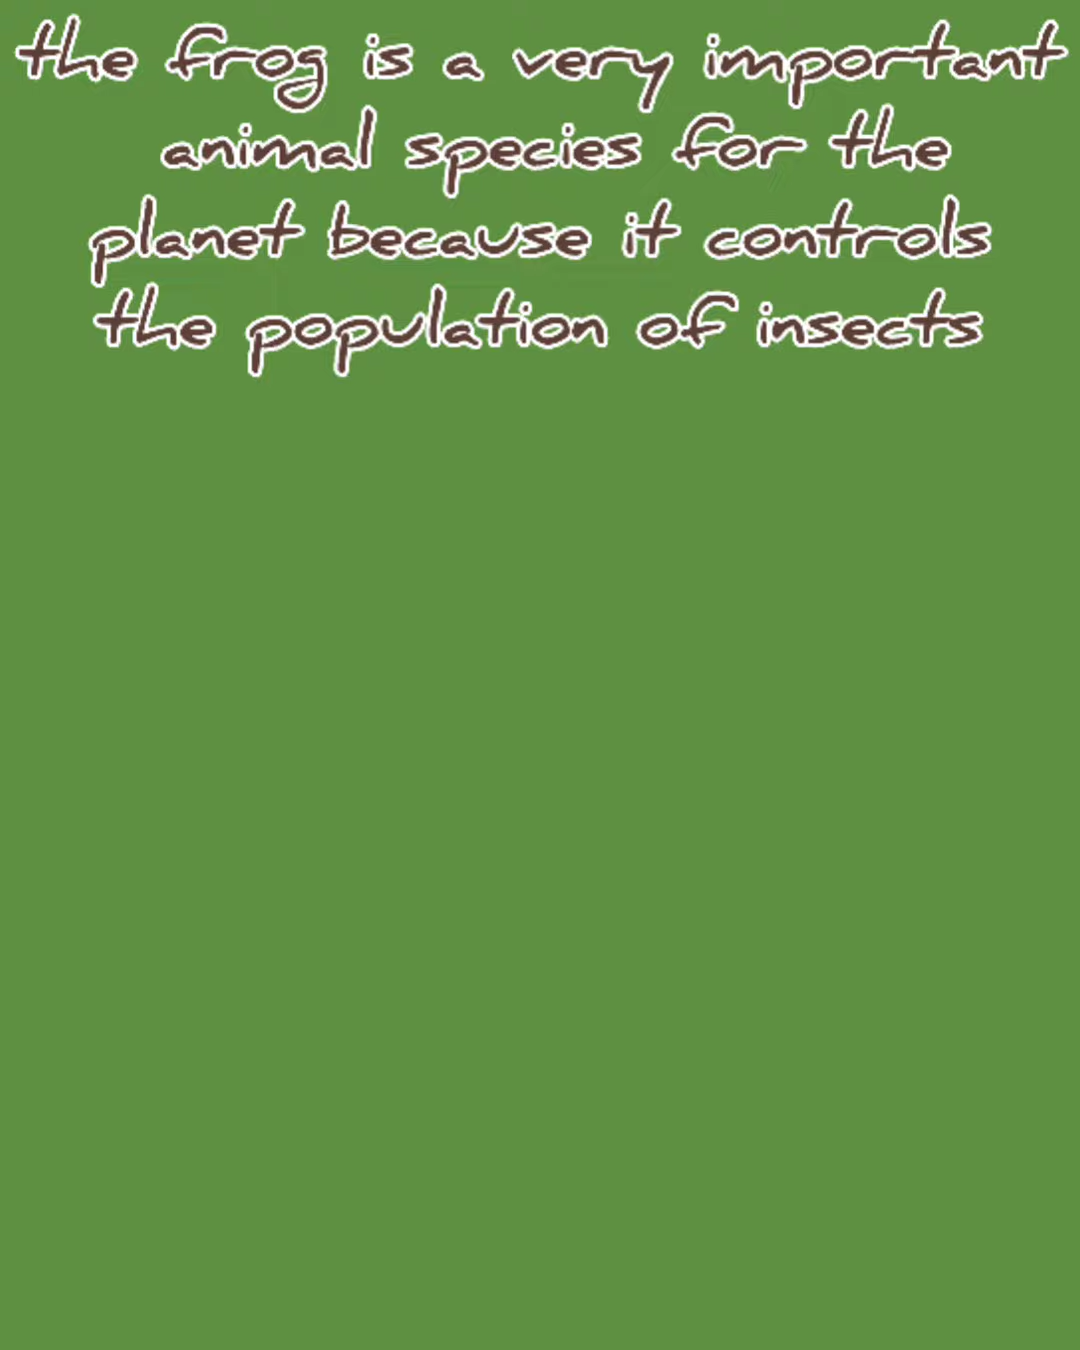 the frog is a very important
animal species for the
planet because it controls
the population of insects